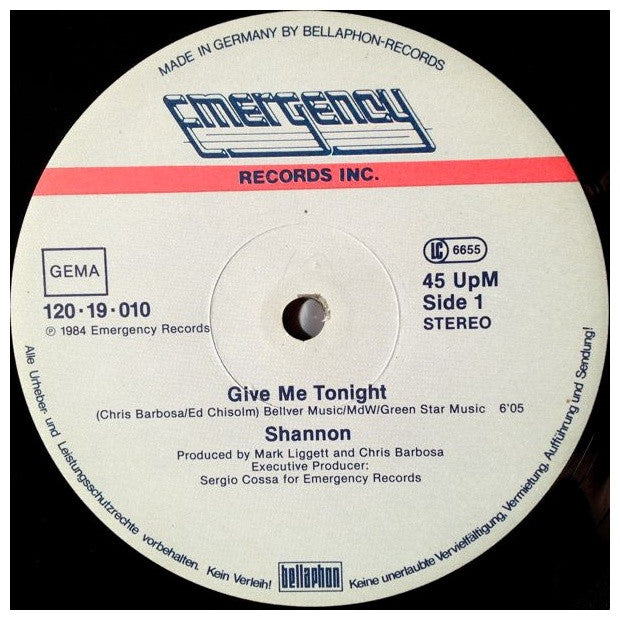 MADE IN GERMANY BY BELLAPHON-RECORDS
EMERGENCY
RECORDS INC.
GEMA
LC 6655
120·19·010
45 UpM
Side 1
℗ 1984 Emergency Records
STEREO
Give Me Tonight
(Chris Barbosa/Ed Chisolm) Bellver Music/MdW/Green Star Music 6'05
Shannon
Produced by Mark Liggett and Chris Barbosa
Executive Producer:
Sergio Cossa for Emergency Records
Alle Urheber- und Leistungsschutzrechte vorbehalten. Kein Verleih! Keine unerlaubte Vervielfältigung, Vermietung, Aufführung und Sendung!
bellaphon